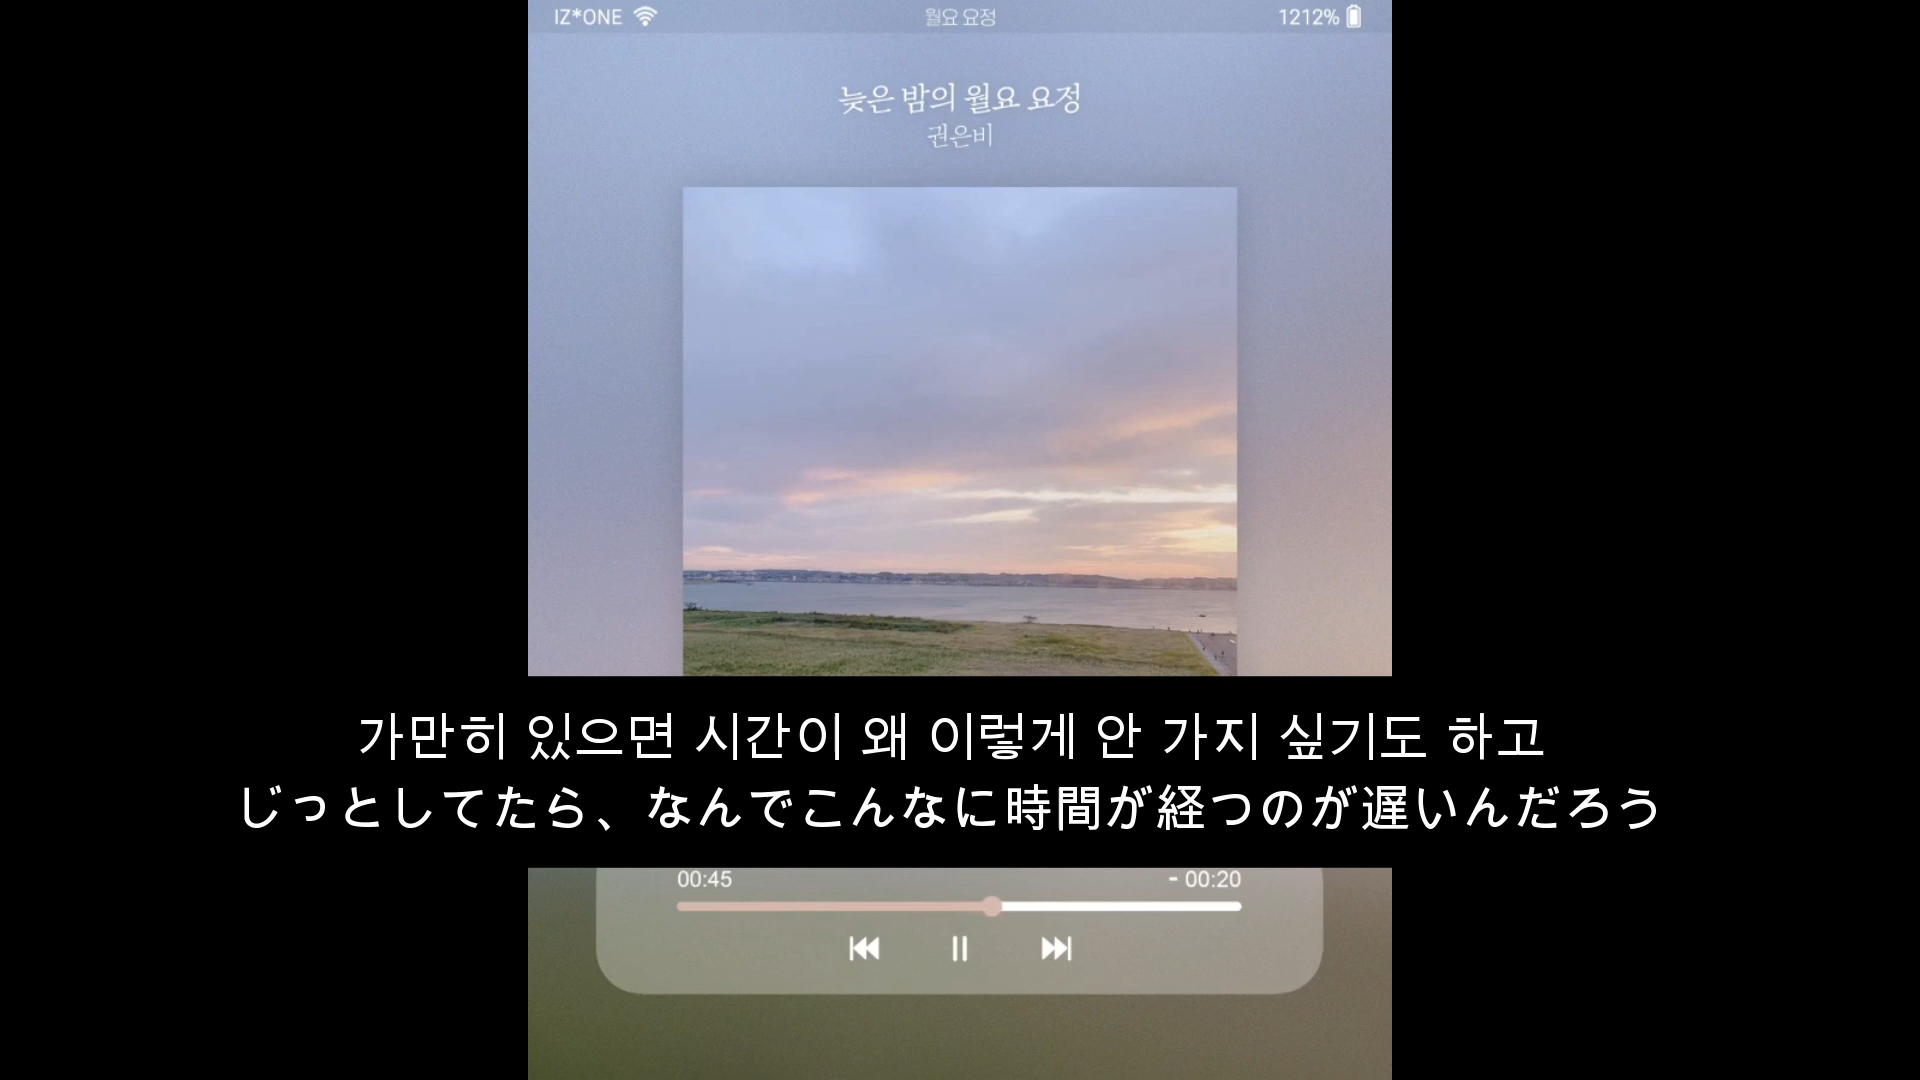 IZ*ONE
월요 요정
1212%
늦은 밤의 월요 요정
권은비
가만히 있으면 시간이 왜 이렇게 안 가지 싶기도 하고
じっとしてたら、なんでこんなに時間が経つのが遅いんだろう
00:45
- 00:20